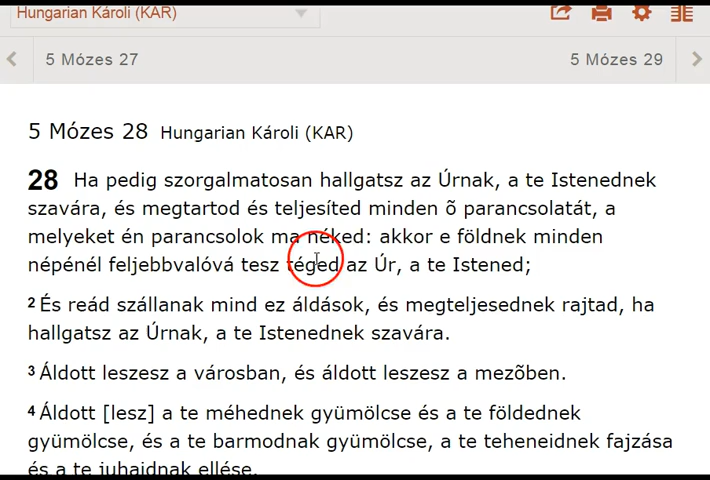 Hungarian Károli (KAR)
5 Mózes 27
5 Mózes 29
5 Mózes 28 Hungarian Károli (KAR)
28 Ha pedig szorgalmatosan hallgatsz az Úrnak, a te Istenednek
szavára, és megtartod és teljesíted minden õ parancsolatát, a
melyeket én parancsolok ma néked: akkor e földnek minden
népénél feljebbvalóvá tesz téged az Úr, a te Istened;
2 És reád szállanak mind ez áldások, és megteljesednek rajtad, ha
hallgatsz az Úrnak, a te Istenednek szavára.
3 Áldott leszesz a városban, és áldott leszesz a mezõben.
4 Áldott [lesz] a te méhednek gyümölcse és a te földednek
gyümölcse, és a te barmodnak gyümölcse, a te teheneidnek fajzása
és a te juhaidnak ellése.